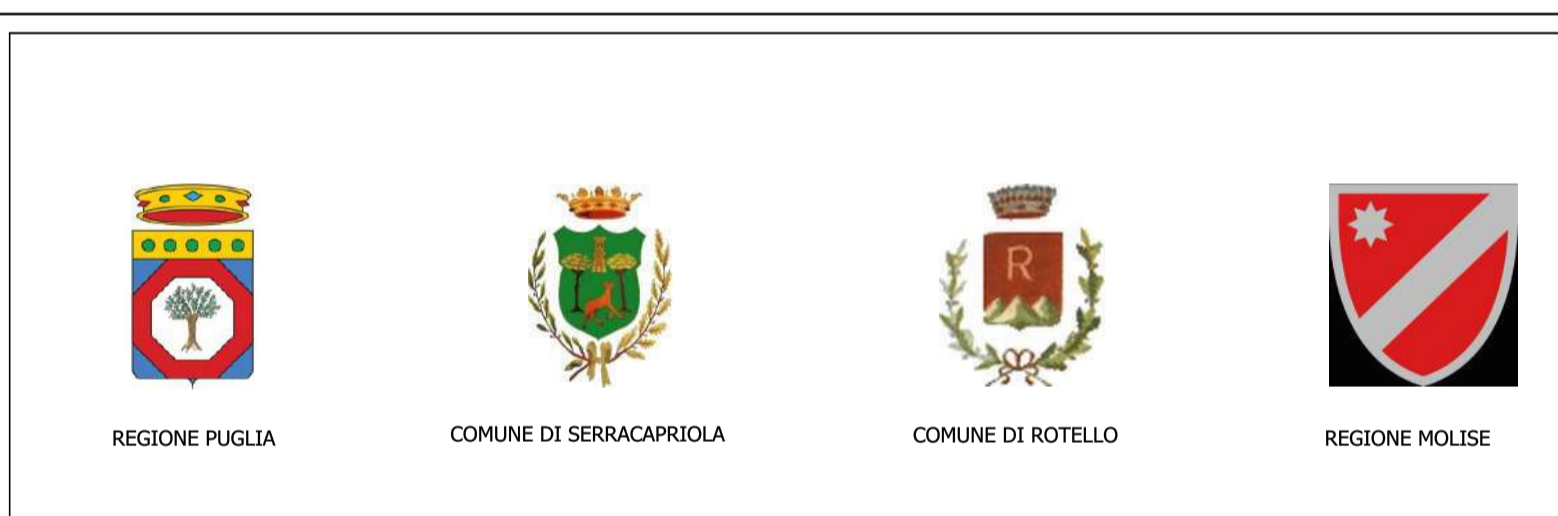 R
REGIONE PUGLIA
COMUNE DI SERRACAPRIOLA
COMUNE DI ROTELLO
REGIONE MOLISE